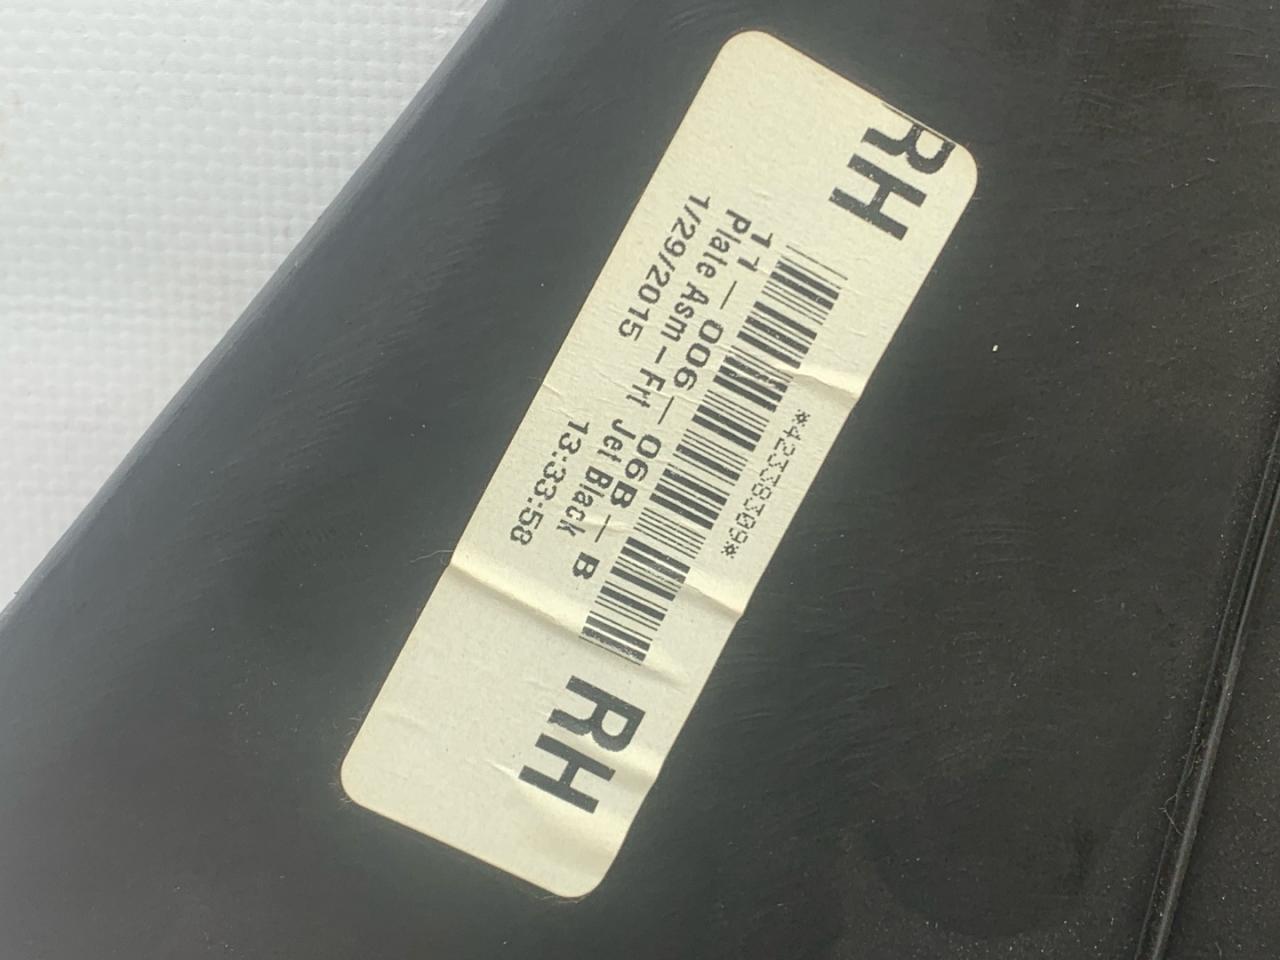 RH
*42338309*
11 — 006 — 06B — B
Plate Asm - Frt Jet Black
1/29/2015 13:33:58
RH